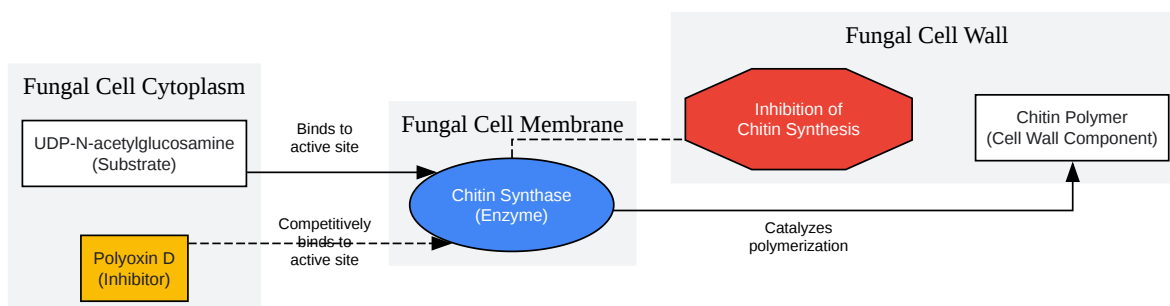 Fungal Cell Wall
Fungal Cell Cytoplasm
Fungal Cell Membrane
Inhibition of
Chitin Synthesis
Chitin Polymer
(Cell Wall Component)
UDP-N-acetylglucosamine
(Substrate)
Binds to
active site
Chitin Synthase
(Enzyme)
Competitively
binds to
active site
Catalyzes
polymerization
Polyoxin D
(Inhibitor)